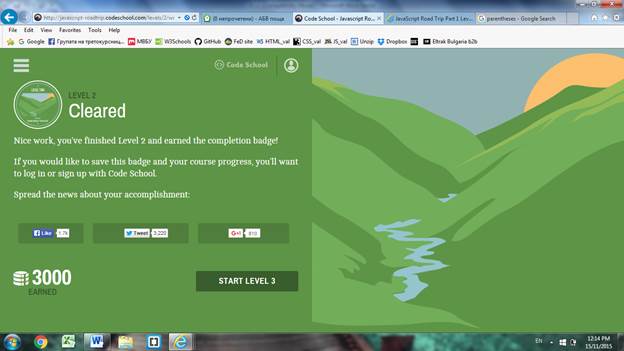 http://javascript-roadtrip.codeschool.com/levels/2/
(6 непрочетени) - АБВ поща
Code School - Javascript Ro...
JavaScript Road Trip Part 1 Leve...
parentheses - Google Search
File Edit View Favorites Tools Help
Google
Групата на третокурсниц...
МВБУ
W3Schools
GitHub
FeD site
HTML_val
CSS_val
JS_val
Unzip
Dropbox
Eltrak Bulgaria b2b
Code School
LEVEL 2
Cleared
Nice work, you've finished Level 2 and earned the completion badge!
If you would like to save this badge and your course progress, you'll want
to log in or sign up with Code School.
Spread the news about your accomplishment:
Like 1.7k
Tweet 3,220
+1 810
3000
EARNED
START LEVEL 3
EN
12:14 PM
15/11/2015